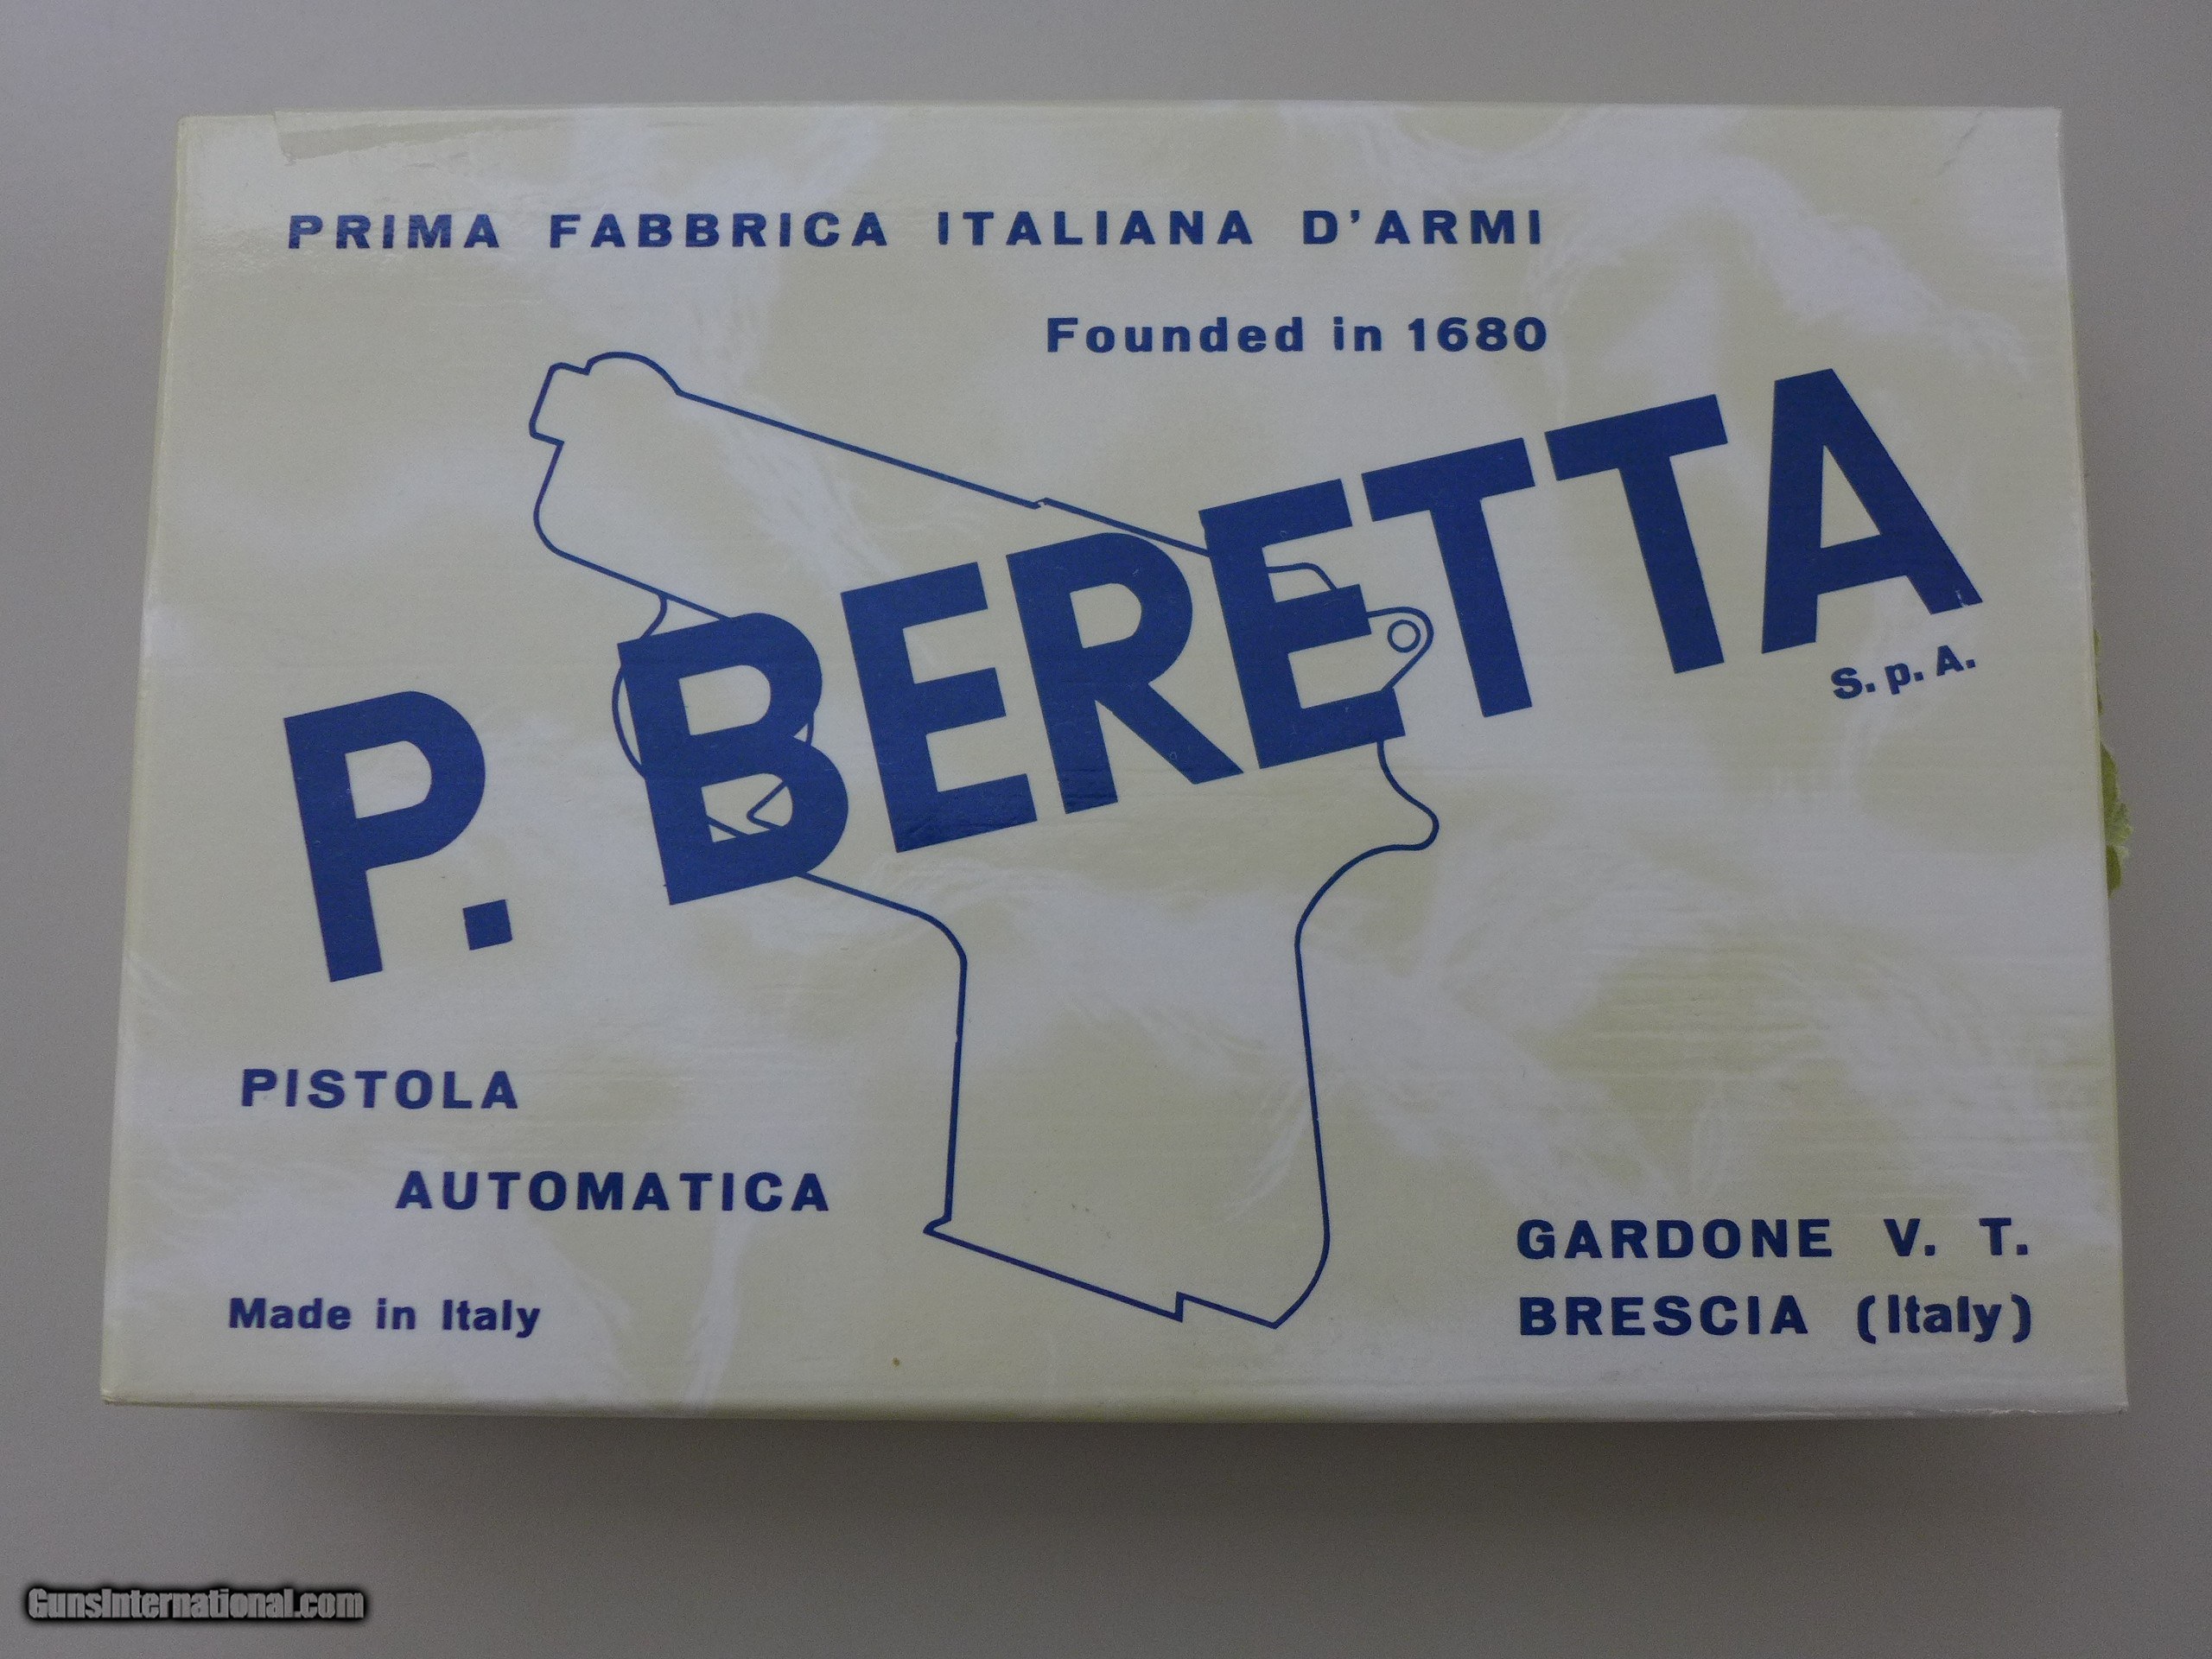 PRIMA FABBRICA ITALIANA D'ARMI
Founded in 1680
P. BERETTA
S.p.A.
PISTOLA
AUTOMATICA
Made in Italy
GARDONE V. T.
BRESCIA (Italy)
GunsInternational.com